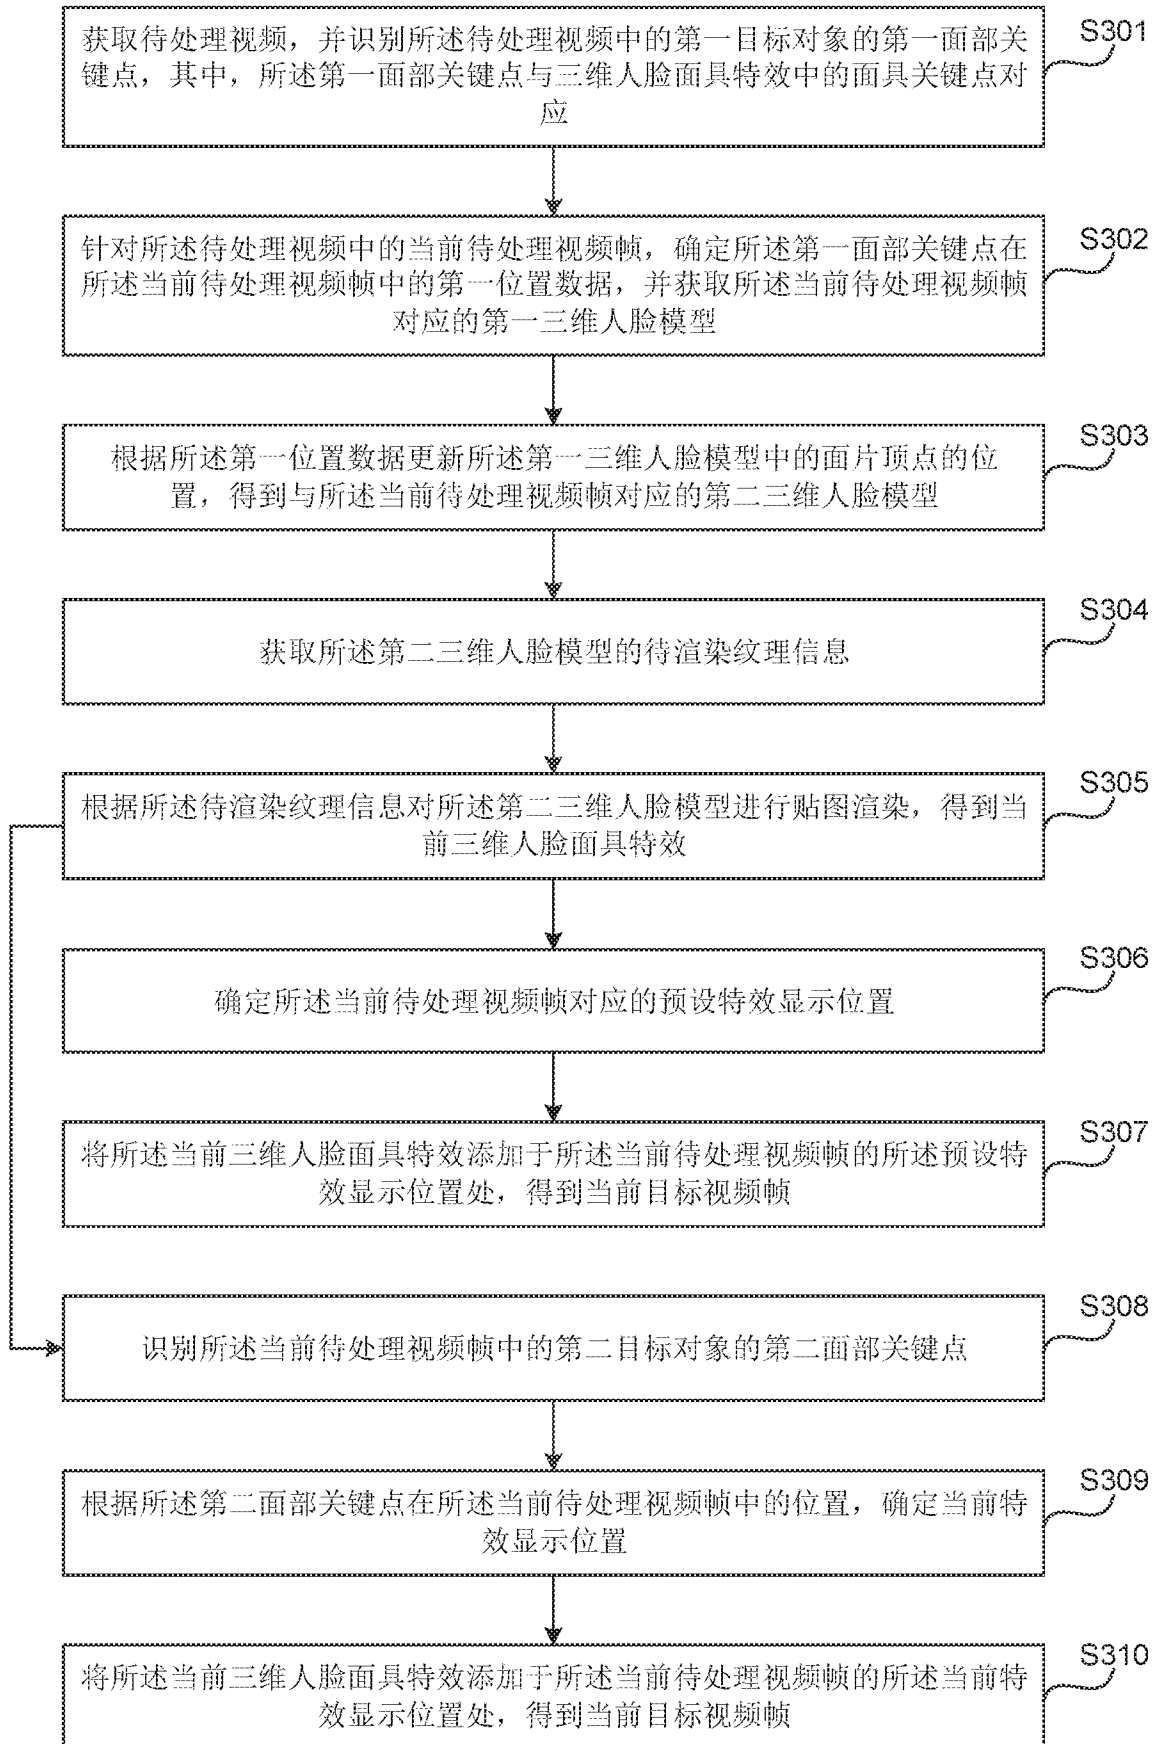 获取待处理视频，并识别所述待处理视频中的第一目标对象的第一面部关
键点，其中，所述第一面部关键点与三维人脸面具特效中的面具关键点对
应
S301
针对所述待处理视频中的当前待处理视频帧，确定所述第一面部关键点在
所述当前待处理视频帧中的第一位置数据，并获取所述当前待处理视频帧
对应的第一三维人脸模型
S302
根据所述第一位置数据更新所述第一三维人脸模型中的面片顶点的位
置，得到与所述当前待处理视频帧对应的第二三维人脸模型
S303
获取所述第二三维人脸模型的待渲染纹理信息
S304
根据所述待渲染纹理信息对所述第二三维人脸模型进行贴图渲染，得到当
前三维人脸面具特效
S305
确定所述当前待处理视频帧对应的预设特效显示位置
S306
将所述当前三维人脸面具特效添加于所述当前待处理视频帧的所述预设特
效显示位置处，得到当前目标视频帧
S307
识别所述当前待处理视频帧中的第二目标对象的第二面部关键点
S308
根据所述第二面部关键点在所述当前待处理视频帧中的位置，确定当前特
效显示位置
S309
将所述当前三维人脸面具特效添加于所述当前待处理视频帧的所述当前特
效显示位置处，得到当前目标视频帧
S310